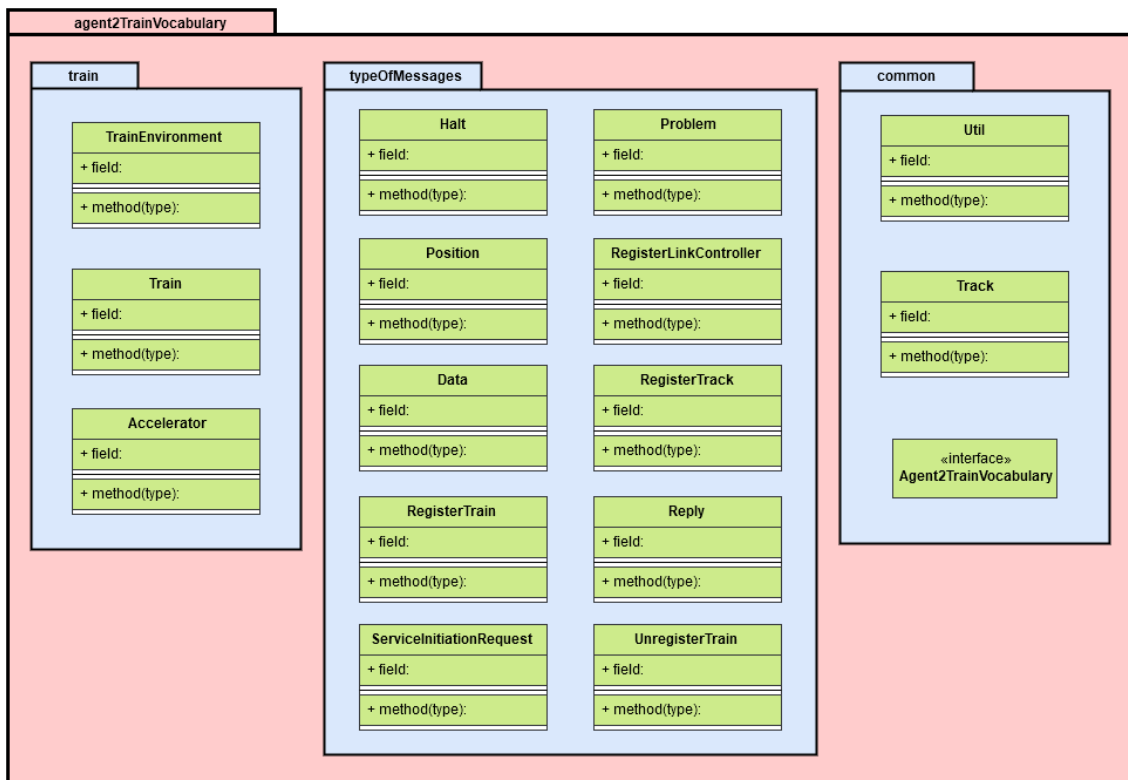 agent2TrainVocabulary
train
TrainEnvironment
+ field:
+ method(type):
Train
+ field:
+ method(type):
Accelerator
+ field:
+ method(type):
typeOfMessages
Halt
+ field:
+ method(type):
Problem
+ field:
+ method(type):
Position
+ field:
+ method(type):
RegisterLinkController
+ field:
+ method(type):
Data
+ field:
+ method(type):
RegisterTrack
+ field:
+ method(type):
RegisterTrain
+ field:
+ method(type):
Reply
+ field:
+ method(type):
ServiceInitiationRequest
+ field:
+ method(type):
UnregisterTrain
+ field:
+ method(type):
common
Util
+ field:
+ method(type):
Track
+ field:
+ method(type):
«interface»
Agent2TrainVocabulary